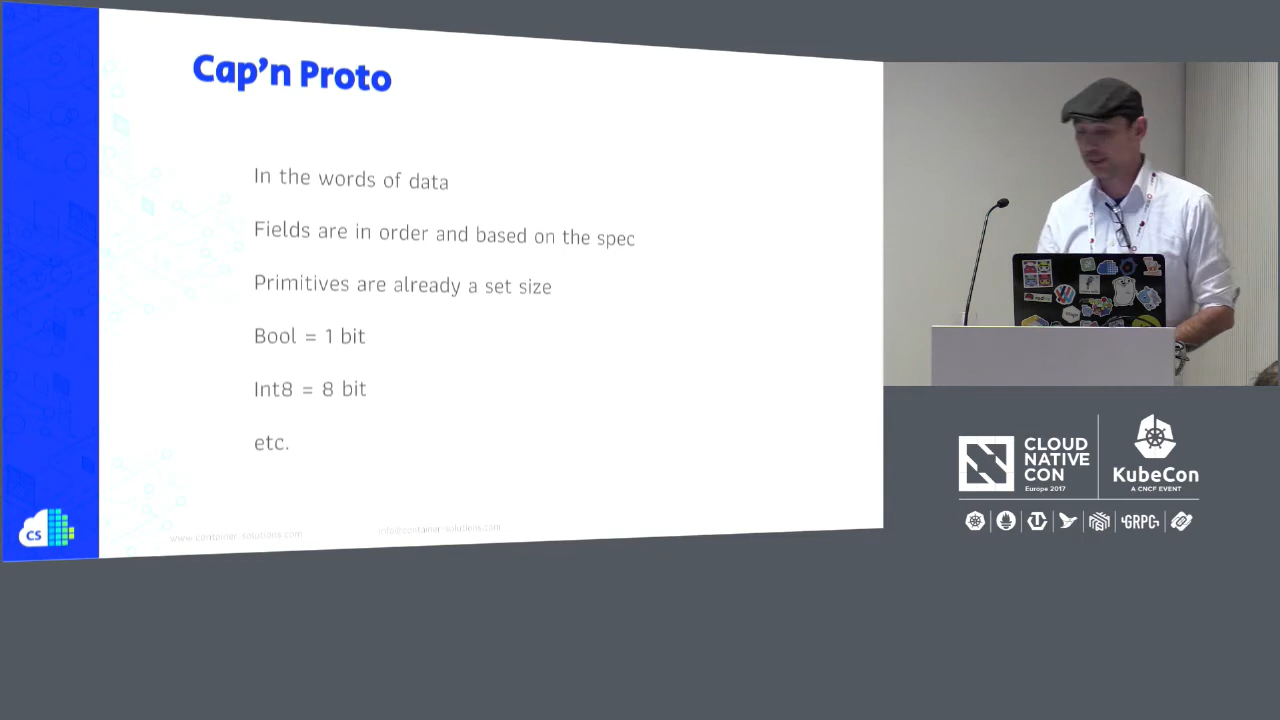 Cap'n Proto
In the words of data
Fields are in order and based on the spec
Primitives are already a set size
Bool = 1 bit
Int8 = 8 bit
etc.
www.container-solutions.com
info@container-solutions.com
CS
CLOUD
NATIVE
CON
Europe 2017
KubeCon
A CNCF EVENT
GRPC